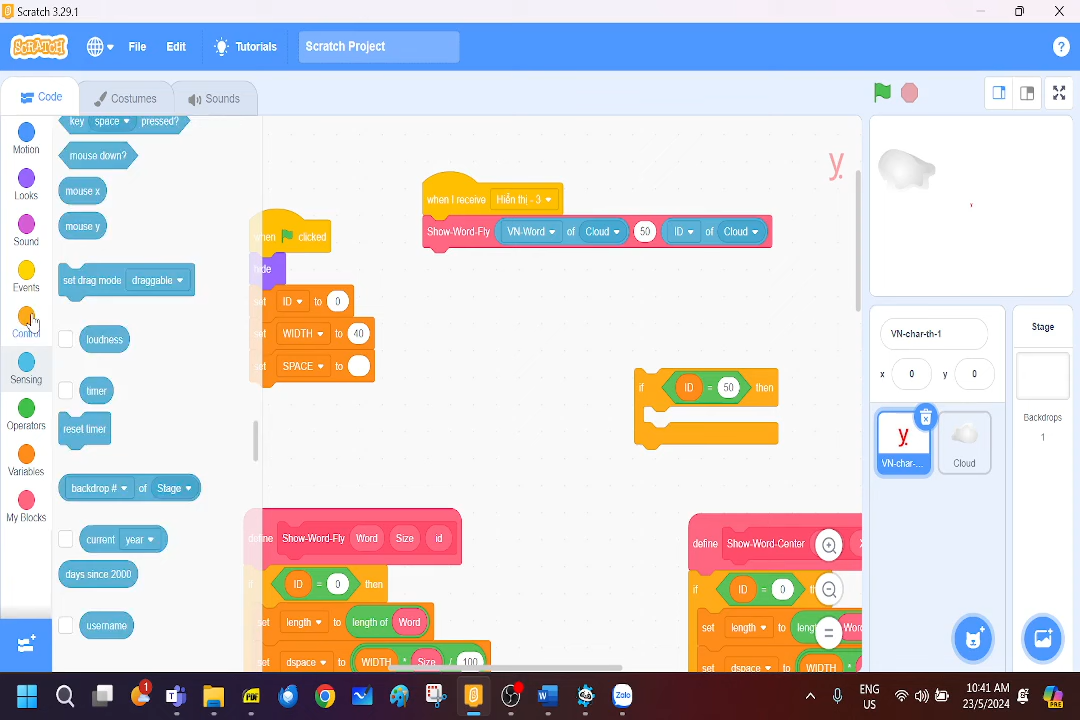 Scratch 3.29.1
SCRATCH File Edit Tutorials Scratch Project ?
Code Costumes Sounds
Motion
Looks
Sound
Events
Control
Sensing
Operators
Variables
My Blocks
key space pressed?
mouse down?
mouse x
mouse y
set drag mode draggable
loudness
timer
reset timer
backdrop # of Stage
current year
days since 2000
username
when clicked
hide
set ID to 0
set WIDTH to 40
set SPACE to
when I receive Hiển thị - 3
Show-Word-Fly VN-Word of Cloud 50 ID of Cloud
y
if ID = 50 then
define Show-Word-Fly Word Size id
if ID = 0 then
set length to length of Word
set dspace to WIDTH * Size / 100
define Show-Word-Center
if ID = 0
set length to
set dspace to WIDTH *
VN-char-th-1
x 0 y 0
y
VN-char-...
Cloud
Stage
Backdrops
1
1
PDF
W
Zalo
ENG
US
10:41 AM
23/5/2024
PRE